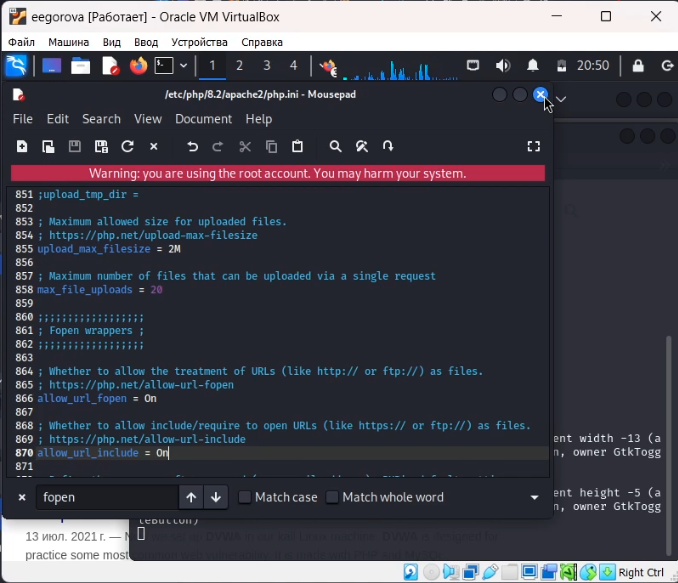 eegorova [Работает] - Oracle VM VirtualBox
Файл Машина Вид Ввод Устройства Справка
1 2 3 4 20:50
/etc/php/8.2/apache2/php.ini - Mousepad
File Edit Search View Document Help
Warning: you are using the root account. You may harm your system.
851 ;upload_tmp_dir =
852
853 ; Maximum allowed size for uploaded files.
854 ; https://php.net/upload-max-filesize
855 upload_max_filesize = 2M
856
857 ; Maximum number of files that can be uploaded via a single request
858 max_file_uploads = 20
859
860 ;;;;;;;;;;;;;;;;;;
861 ; Fopen wrappers ;
862 ;;;;;;;;;;;;;;;;;;
863
864 ; Whether to allow the treatment of URLs (like http:// or ftp://) as files.
865 ; https://php.net/allow-url-fopen
866 allow_url_fopen = On
867
868 ; Whether to allow include/require to open URLs (like https:// or ftp://) as files.
869 ; https://php.net/allow-url-include
870 allow_url_include = On
871
ent width -13 (a
n, owner GtkTogg
ent height -5 (a
n, owner GtkTogg
fopen Match case Match whole word
leButton)
13 июл. 2021 г. —
practice some most
Right Ctrl